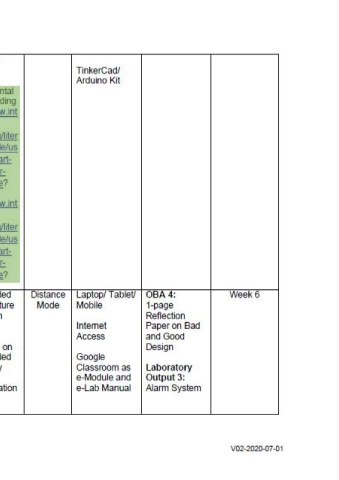 TinkerCad/
Arduino Kit
ntal
ding
w.int
/liter
le/us
art-
r-
e?
w.int
/liter
le/us
art-
r-
e?
ded
ture
n
on
ded
y
ation
Distance
Mode
Laptop/ Tablet/
Mobile
Internet
Access
Google
Classroom as
e-Module and
e-Lab Manual
OBA 4:
1-page
Reflection
Paper on Bad
and Good
Design
Laboratory
Output 3:
Alarm System
Week 6
V02-2020-07-01